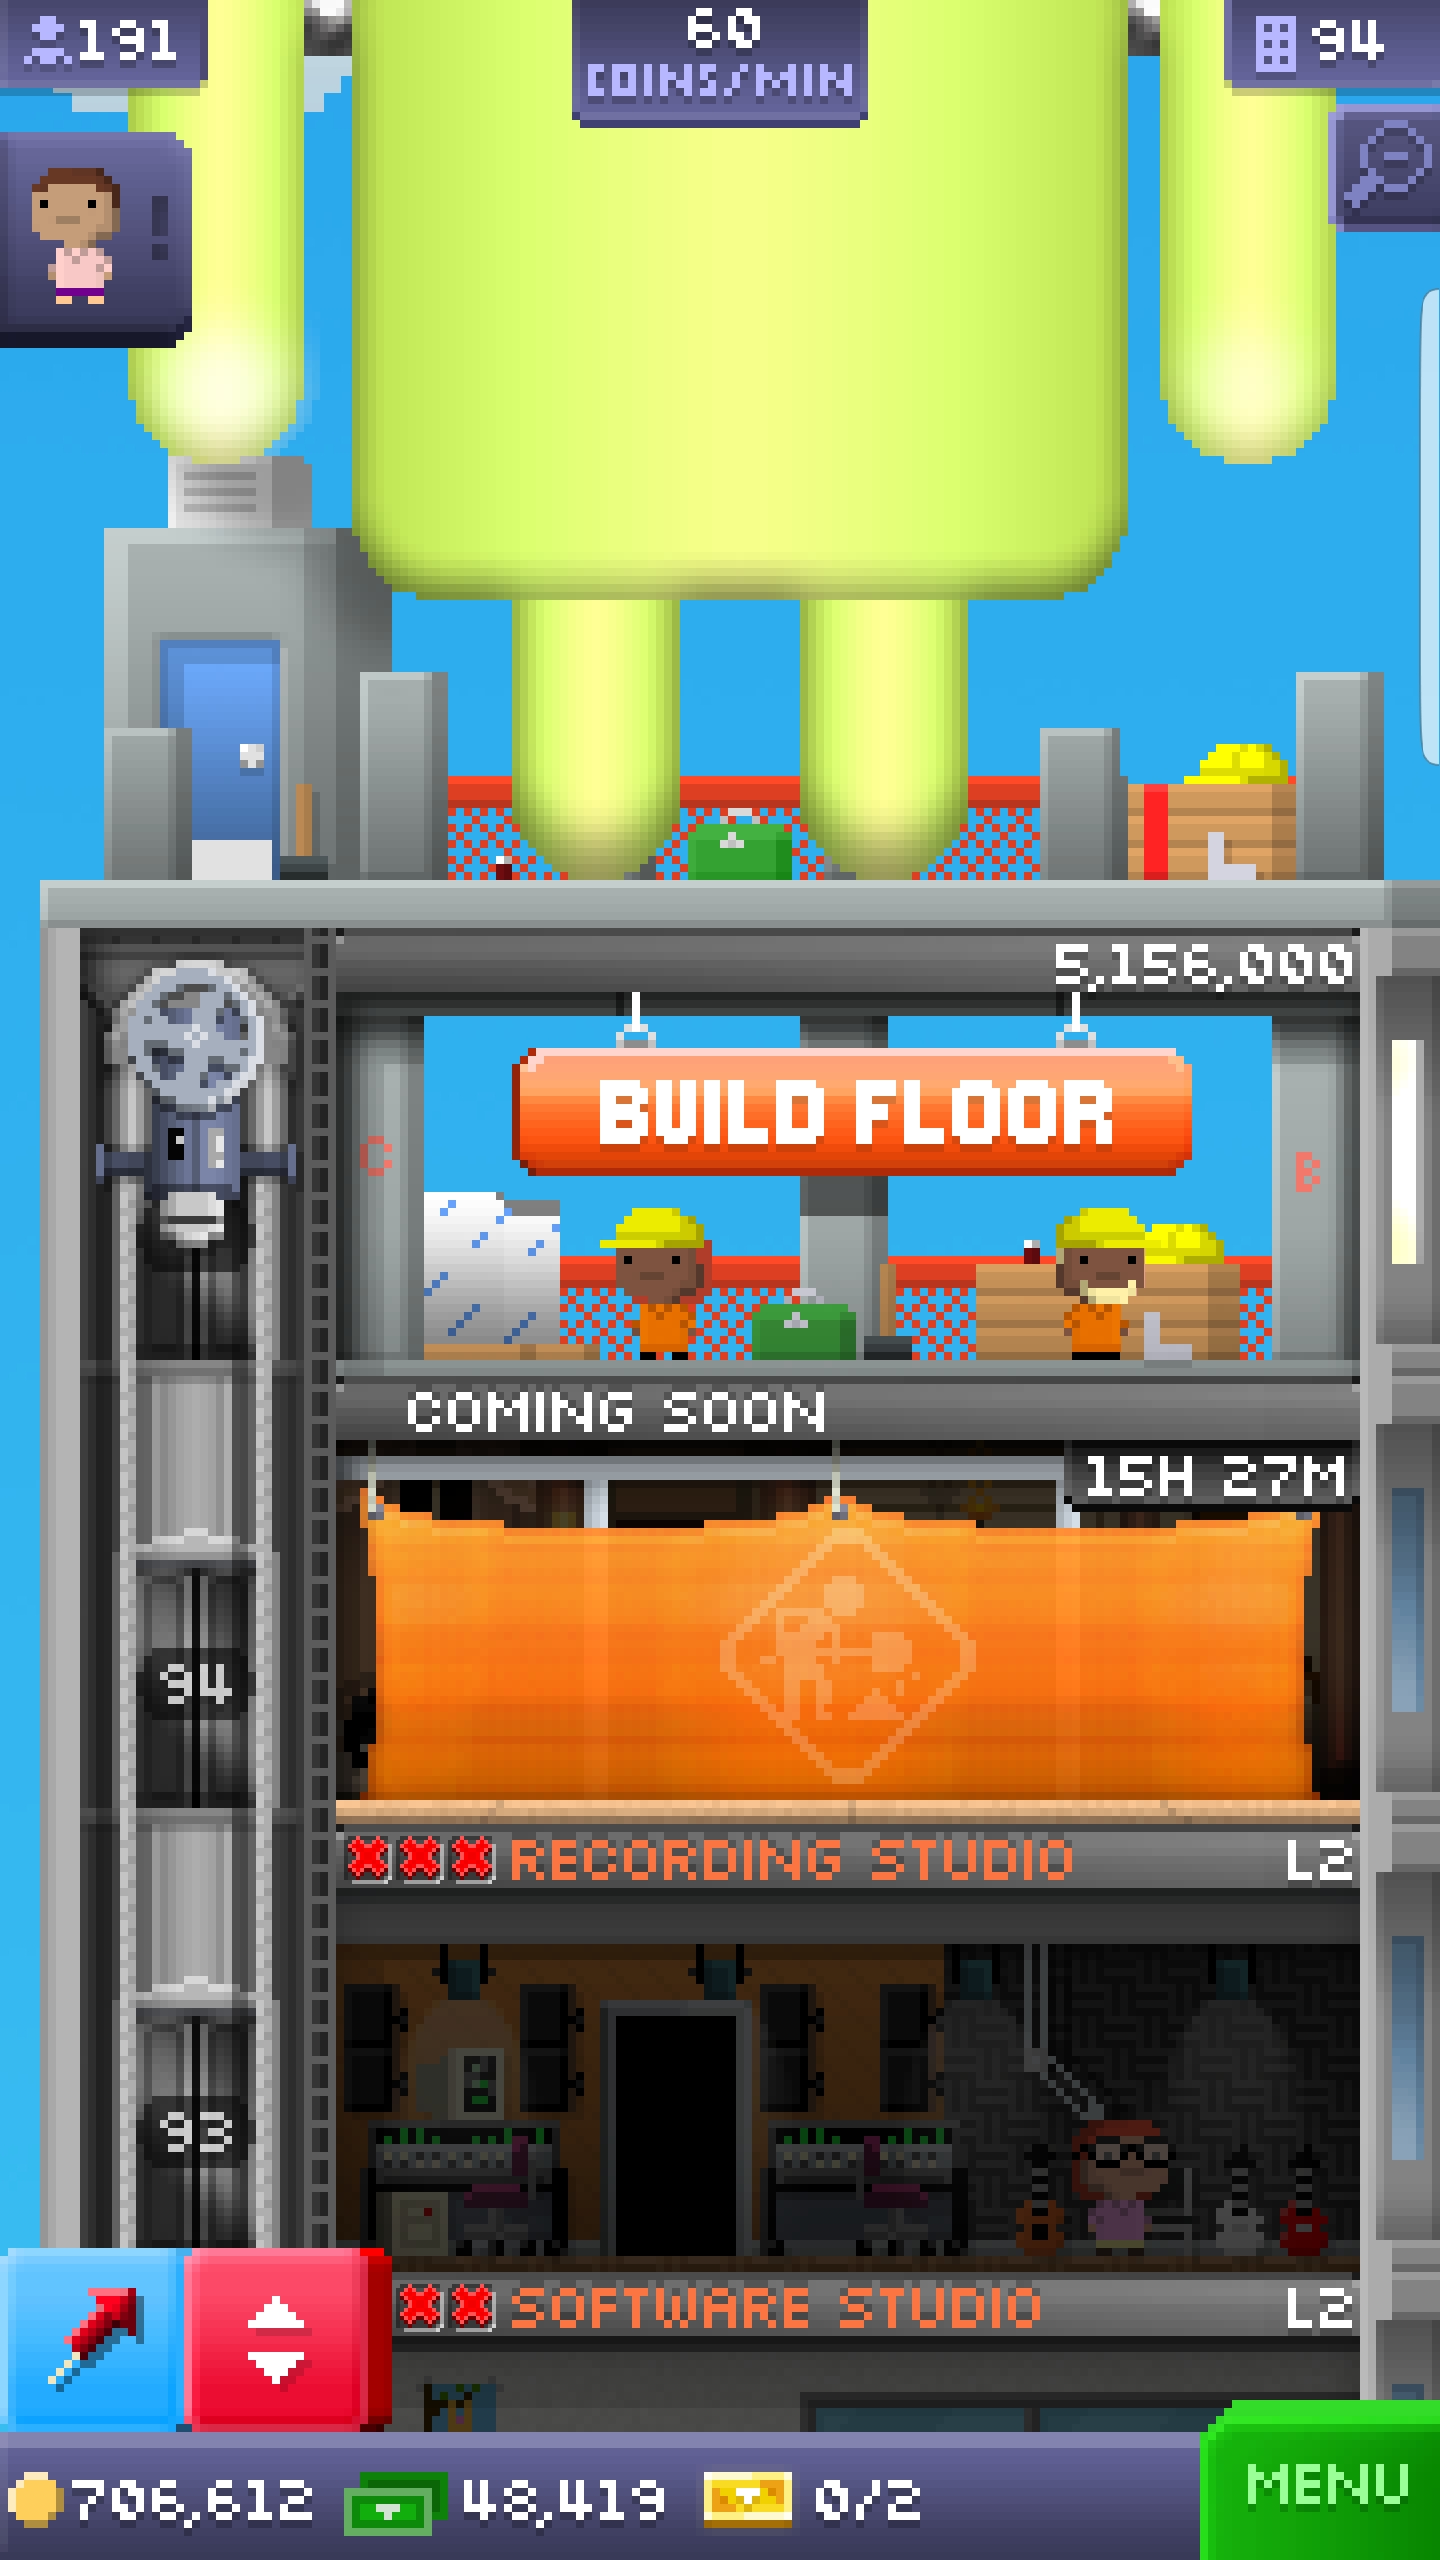 191
60
COINS/MIN
94
!
5,156,000
BUILD FLOOR
C
B
COMING SOON
15H 27M
94
RECORDING STUDIO L2
93
SOFTWARE STUDIO L2
706,612 48,419 0/2 MENU